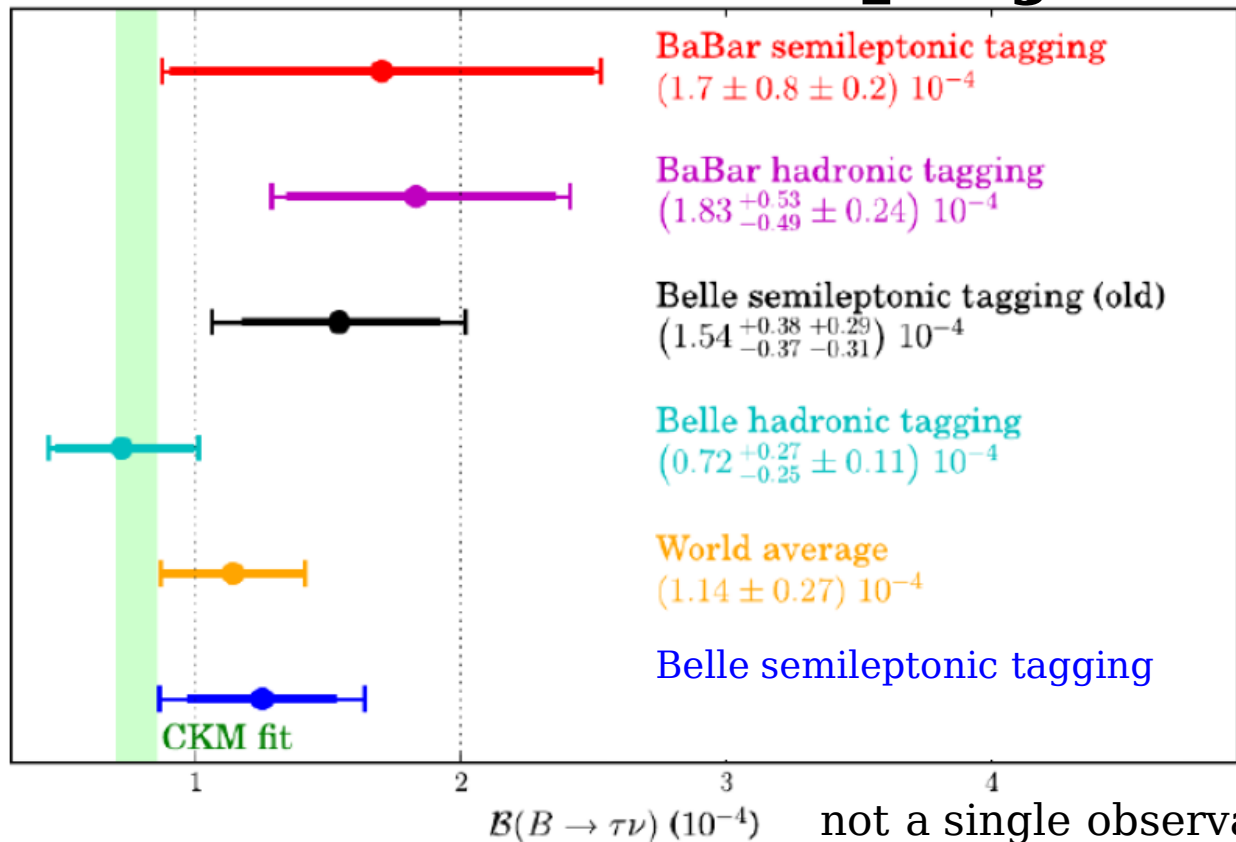 BaBar semileptonic tagging
(1.7 ± 0.8 ± 0.2) 10⁻⁴
BaBar hadronic tagging
(1.83 +0.53 −0.49 ± 0.24) 10⁻⁴
Belle semileptonic tagging (old)
(1.54 +0.38 −0.37 +0.29 −0.31) 10⁻⁴
Belle hadronic tagging
(0.72 +0.27 −0.25 ± 0.11) 10⁻⁴
World average
(1.14 ± 0.27) 10⁻⁴
Belle semileptonic tagging
CKM fit
1 2 3 4
B(B → τν) (10⁻⁴) not a single